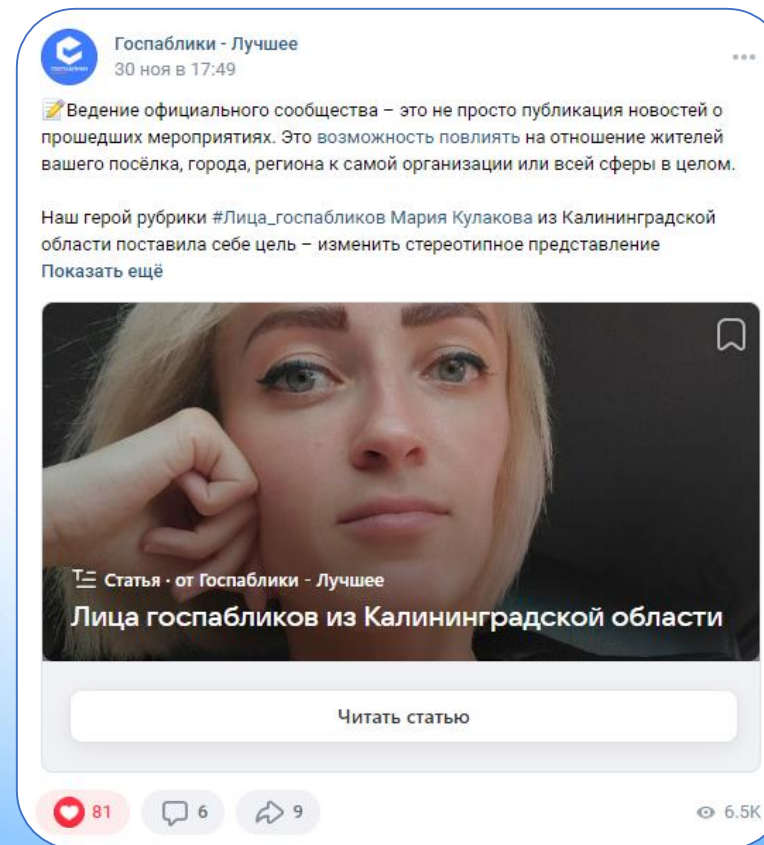 Госпаблики - Лучшее
30 ноя в 17:49
📝Ведение официального сообщества – это не просто публикация новостей о
прошедших мероприятиях. Это возможность повлиять на отношение жителей
вашего посёлка, города, региона к самой организации или всей сферы в целом.
Наш герой рубрики #Лица_госпабликов Мария Кулакова из Калининградской
области поставила себе цель – изменить стереотипное представление
Показать ещё
Статья · от Госпаблики - Лучшее
Лица госпабликов из Калининградской области
Читать статью
81 6 9 6.5K